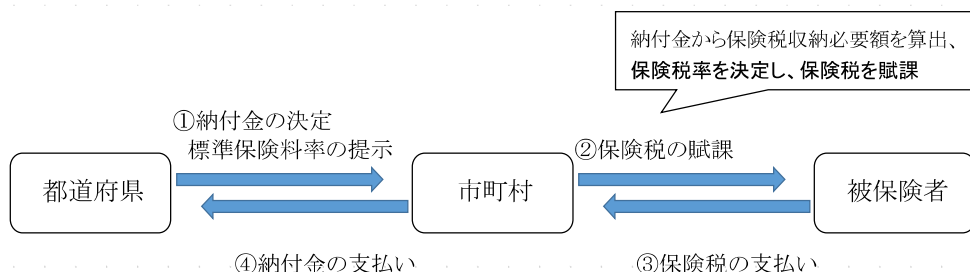 納付金から保険税収納必要額を算出、
保険税率を決定し、保険税を賦課
①納付金の決定
標準保険料率の提示
②保険税の賦課
都道府県
市町村
被保険者
④納付金の支払い
③保険税の支払い